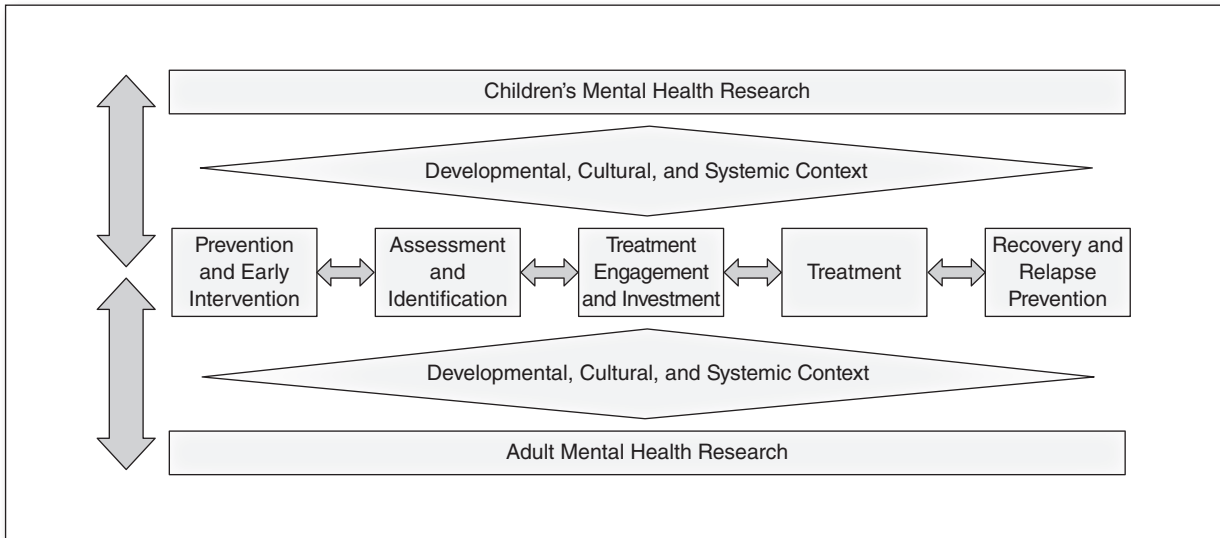 Children's Mental Health Research
Developmental, Cultural, and Systemic Context
Prevention
and Early
Intervention
Assessment
and
Identification
Treatment
Engagement
and Investment
Treatment
Recovery and
Relapse
Prevention
Developmental, Cultural, and Systemic Context
Adult Mental Health Research